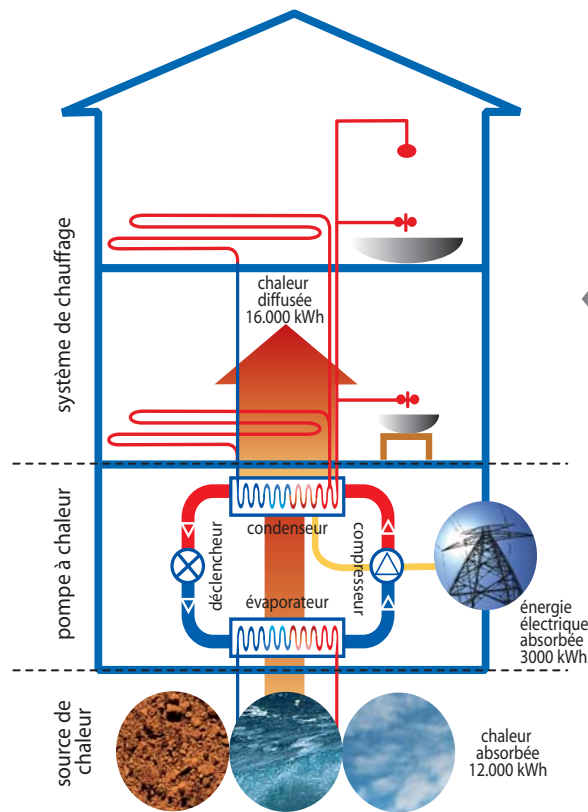 système de chauffage
chaleur
diffusée
16.000 kWh
pompe à chaleur
condenseur
déclencheur
compresseur
évaporateur
énergie
électrique
absorbée
3000 kWh
source de
chaleur
chaleur
absorbée
12.000 kWh